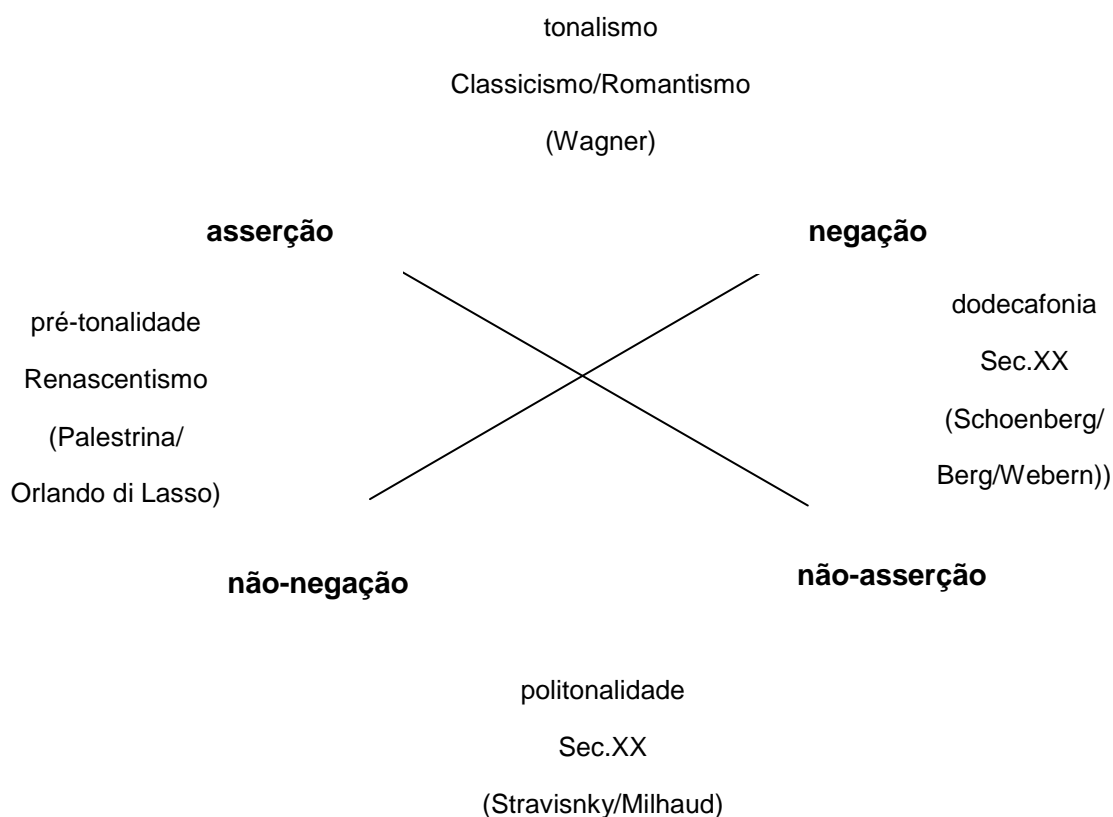 tonalismo
Classicismo/Romantismo
(Wagner)
asserção
negação
pré-tonalidade
Renascentismo
(Palestrina/
Orlando di Lasso)
dodecafonia
Sec.XX
(Schoenberg/
Berg/Webern))
não-negação
não-asserção
politonalidade
Sec.XX
(Stravisnky/Milhaud)